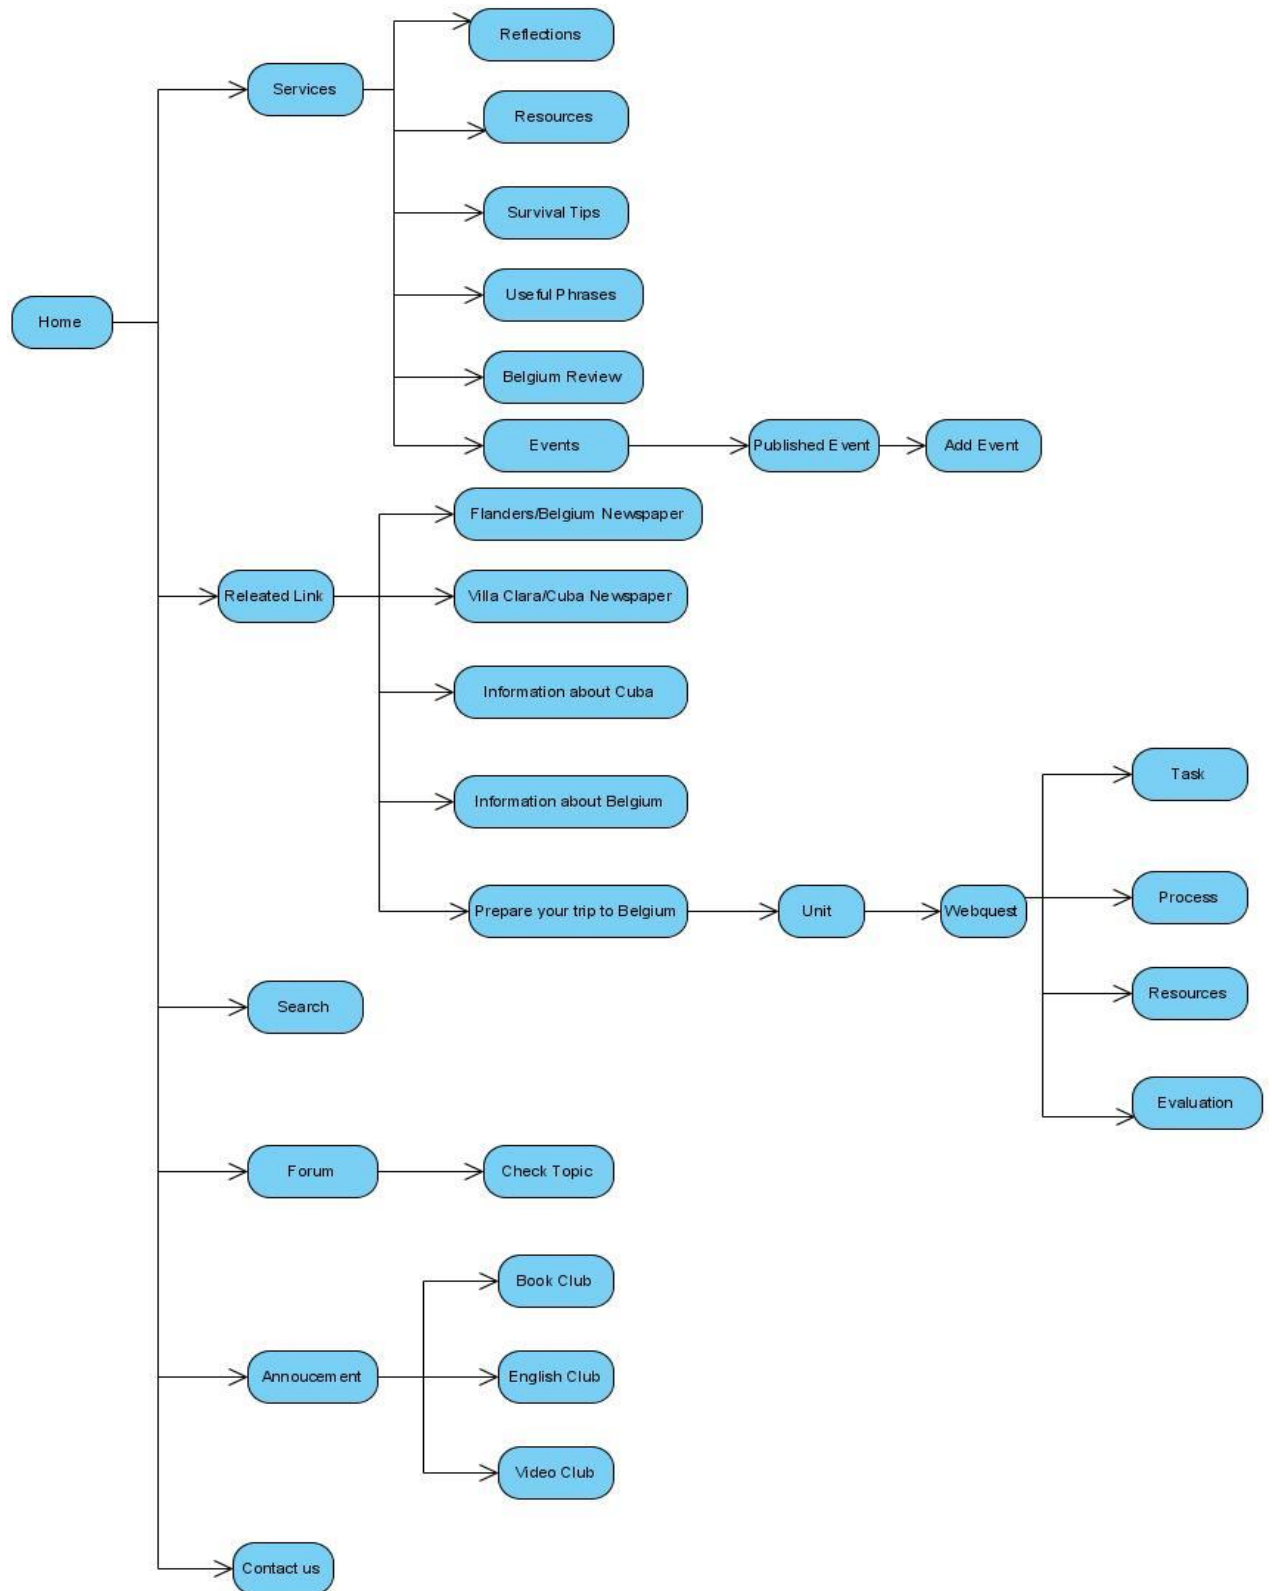 Reflections
Services
Resources
Survival Tips
Home
Useful Phrases
Belgium Review
Events
Published Event
Add Event
Flanders/Belgium Newspaper
Releated Link
Villa Clara/Cuba Newspaper
Information about Cuba
Task
Information about Belgium
Prepare your trip to Belgium
Unit
Webquest
Process
Search
Resources
Evaluation
Forum
Check Topic
Book Club
Annoucement
English Club
Video Club
Contact us